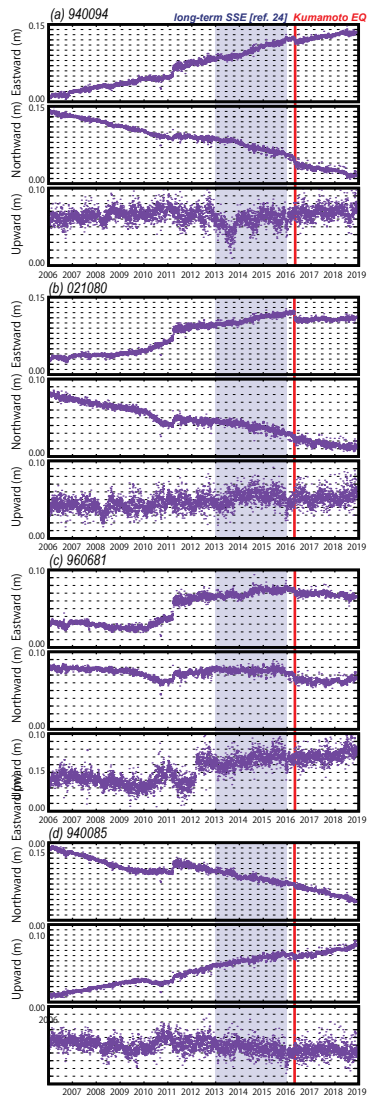 long-term SSE [ref. 24] Kumamoto EQ
(a) 940094
0.15
Eastward (m)
0.00
0.15
Northward (m)
0.00
0.10
Upward (m)
0.00
2006 2007 2008 2009 2010 2011 2012 2013 2014 2015 2016 2017 2018 2019
(b) 021080
0.15
Eastward (m)
0.00
0.10
Northward (m)
0.00
0.10
Upward (m)
0.00
2006 2007 2008 2009 2010 2011 2012 2013 2014 2015 2016 2017 2018 2019
(c) 960681
0.10
Eastward (m)
0.00
0.10
Northward (m)
0.00
0.10
Upward (m)
Eastward (m)
0.15
0.00
(d) 940085
0.00
0.15
Northward (m)
0.00
0.10
Upward (m)
0.00
2006
2007 2008 2009 2010 2011 2012 2013 2014 2015 2016 2017 2018 2019